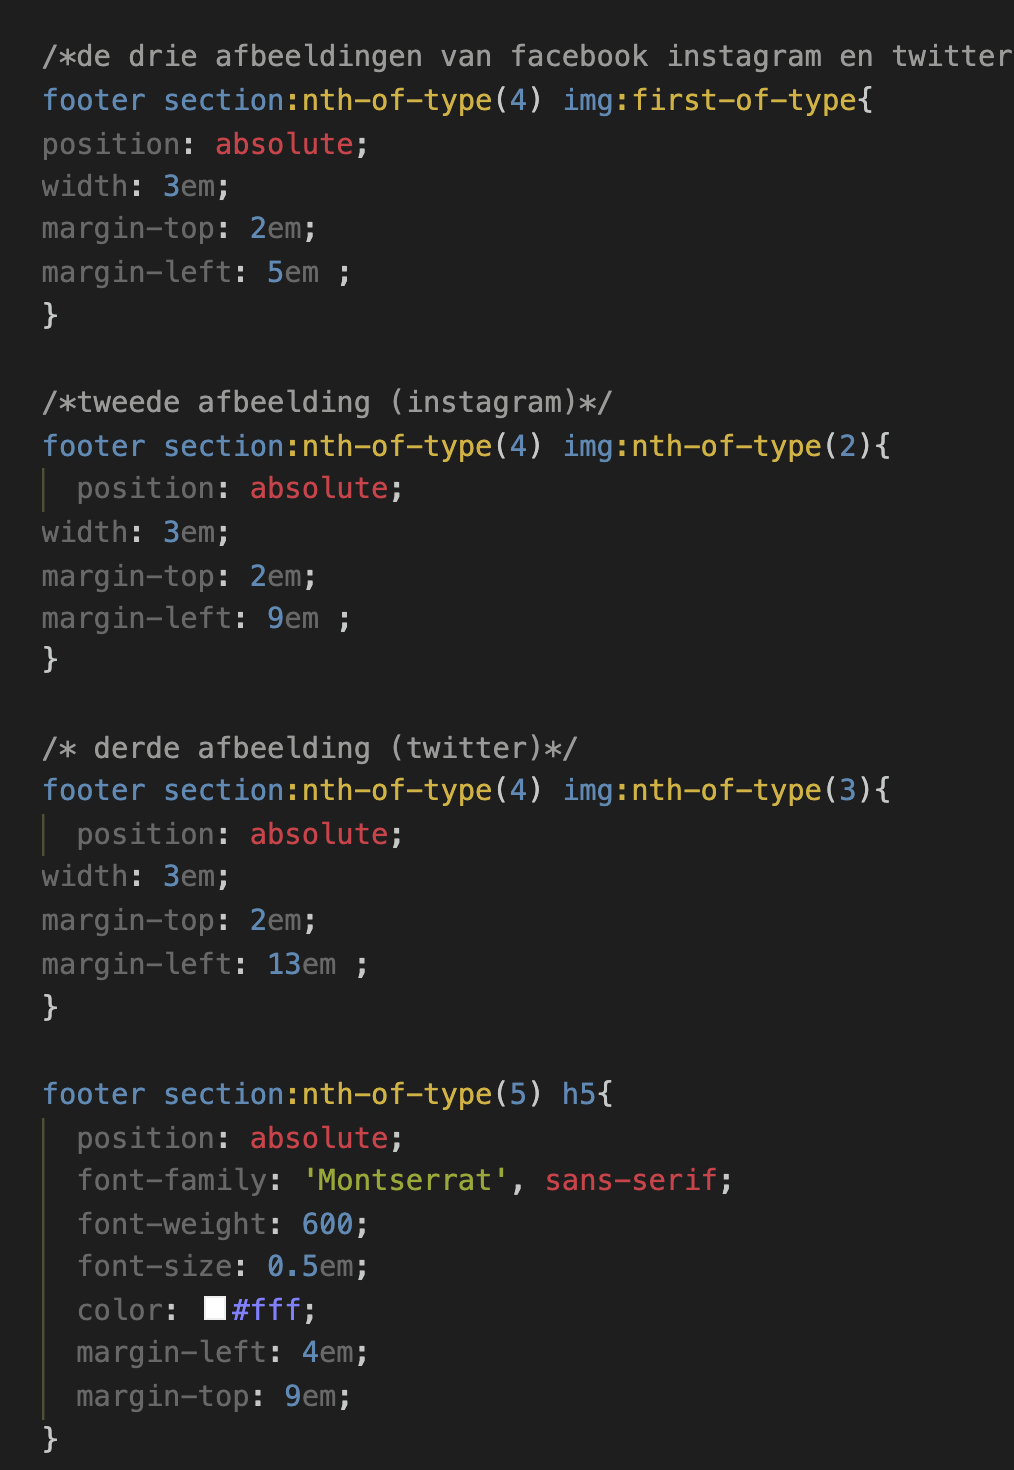 /*de drie afbeeldingen van facebook instagram en twitter
footer section:nth-of-type(4) img:first-of-type{
position: absolute;
width: 3em;
margin-top: 2em;
margin-left: 5em ;
}
/*tweede afbeelding (instagram)*/
footer section:nth-of-type(4) img:nth-of-type(2){
position: absolute;
width: 3em;
margin-top: 2em;
margin-left: 9em ;
}
/* derde afbeelding (twitter)*/
footer section:nth-of-type(4) img:nth-of-type(3){
position: absolute;
width: 3em;
margin-top: 2em;
margin-left: 13em ;
}
footer section:nth-of-type(5) h5{
position: absolute;
font-family: 'Montserrat', sans-serif;
font-weight: 600;
font-size: 0.5em;
color: #fff;
margin-left: 4em;
margin-top: 9em;
}